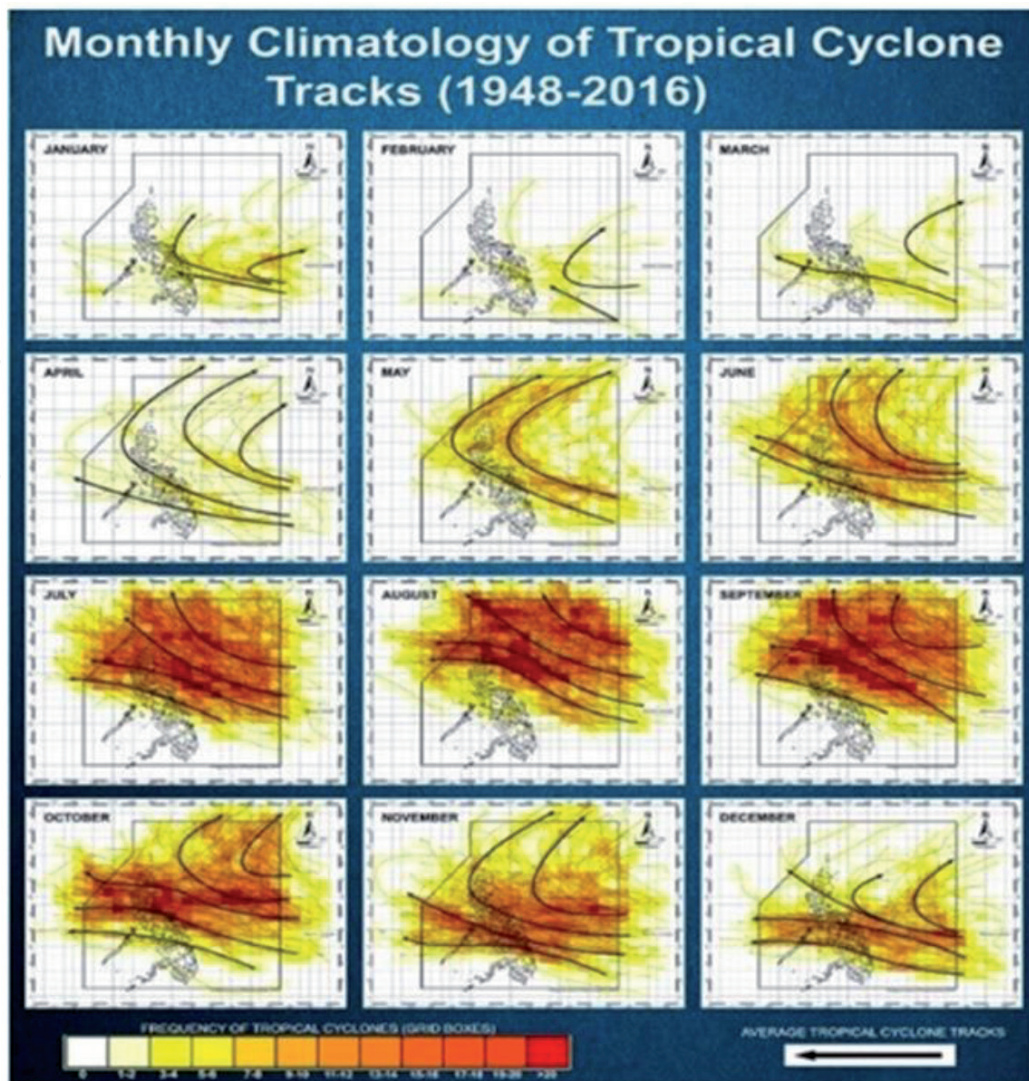 Monthly Climatology of Tropical Cyclone
Tracks (1948-2016)
JANUARY
FEBRUARY
MARCH
APRIL
MAY
JUNE
JULY
AUGUST
SEPTEMBER
OCTOBER
NOVEMBER
DECEMBER
FREQUENCY OF TROPICAL CYCLONES (GRID BOXES)
0 1-2 3-4 5-6 7-8 9-10 11-12 13-14 15-16 17-18 19-20 >20
AVERAGE TROPICAL CYCLONE TRACKS